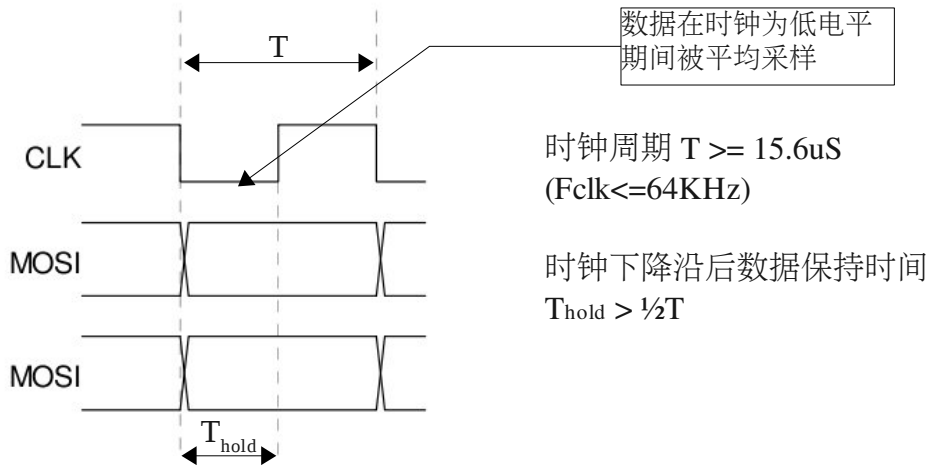 数据在时钟为低电平
期间被平均采样
T
CLK
时钟周期 T >= 15.6uS
(Fclk<=64KHz)
MOSI
时钟下降沿后数据保持时间
Thold > ½T
MOSI
Thold